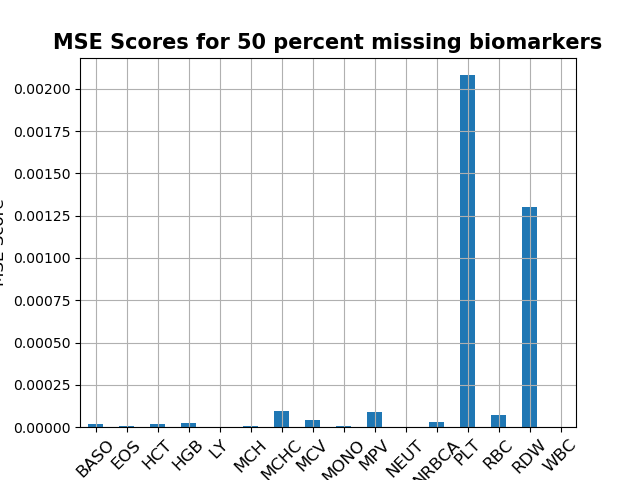 MSE Scores for 50 percent missing biomarkers
0.00200
0.00175
0.00150
0.00125
0.00100
0.00075
0.00050
0.00025
0.00000
BASO
EOS
HCT
HGB
LY
MCH
MCHC
MCV
MONO
MPV
NEUT
NRBCA
PLT
RBC
RDW
WBC